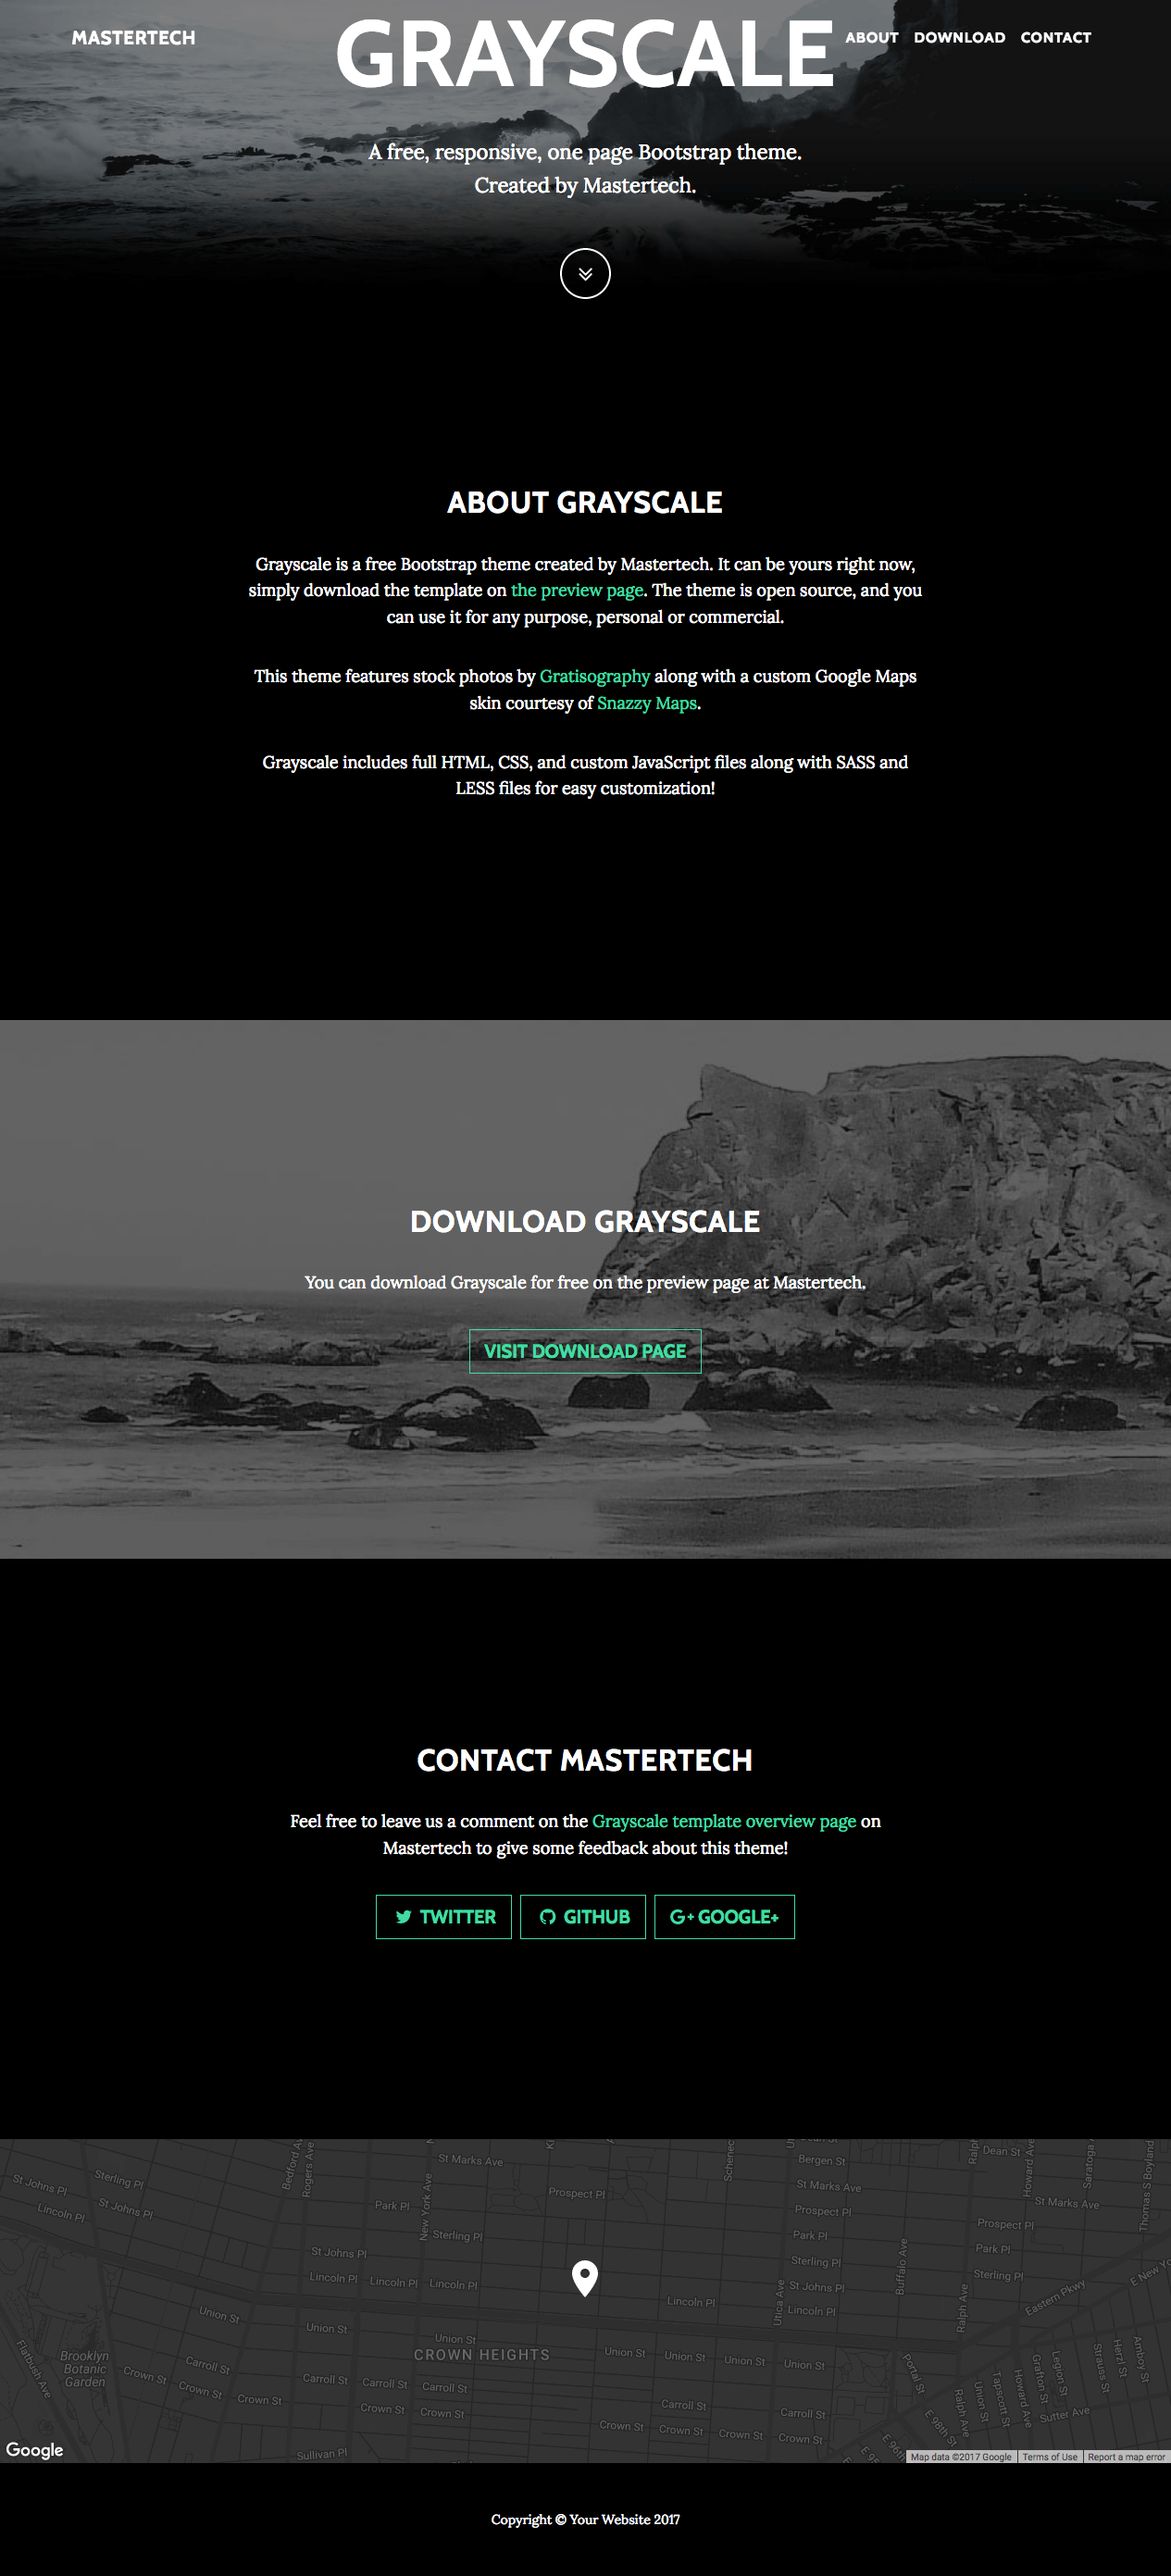 MASTERTECH
ABOUT DOWNLOAD CONTACT
GRAYSCALE
A free, responsive, one page Bootstrap theme.
Created by Mastertech.
ABOUT GRAYSCALE
Grayscale is a free Bootstrap theme created by Mastertech. It can be yours right now,
simply download the template on the preview page. The theme is open source, and you
can use it for any purpose, personal or commercial.
This theme features stock photos by Gratisography along with a custom Google Maps
skin courtesy of Snazzy Maps.
Grayscale includes full HTML, CSS, and custom JavaScript files along with SASS and
LESS files for easy customization!
DOWNLOAD GRAYSCALE
You can download Grayscale for free on the preview page at Mastertech.
VISIT DOWNLOAD PAGE
CONTACT MASTERTECH
Feel free to leave us a comment on the Grayscale template overview page on
Mastertech to give some feedback about this theme!
TWITTER
GITHUB
G+ GOOGLE+
Bedford Av
Rogers Ave
New York Ave
St Marks Ave
Schenec
Bergen St
Dean St
Howard Ave
Saratoga
Thomas S Boyland
St Johns Pl
Sterling Pl
Lincoln Pl
St Johns Pl
Park Pl
Prospect Pl
St Marks Ave
St Marks Ave
Prospect Pl
Prospect Pl
Sterling Pl
Park Pl
Park Pl
St Johns Pl
Sterling Pl
Buffalo Ave
Sterling Pl
Lincoln Pl
Lincoln Pl
Lincoln Pl
St Johns Pl
Utica Ave
Lincoln Pl
Lincoln Pl
Ralph Ave
Eastern Pkwy
E New Yo
Union St
Union St
Union St
CROWN HEIGHTS
Union St
Union St
Union St
Union St
Flatbush Ave
Brooklyn
Botanic
Garden
Crown St
Carroll St
Crown St
Crown St
Carroll St
Carroll St
Carroll St
Crown St
Crown St
Carroll St
Carroll St
Crown St
Crown St
Crown St
Crown St
Portal St
Ralph Ave
Union St
Tapscott St
Howard Ave
Grafton St
Legion St
Strauss St
Herzl St
Amboy St
Sutter Ave
E 98th St
E 96th
Sullivan Pl
Google
Map data ©2017 Google
Terms of Use
Report a map error
Copyright © Your Website 2017